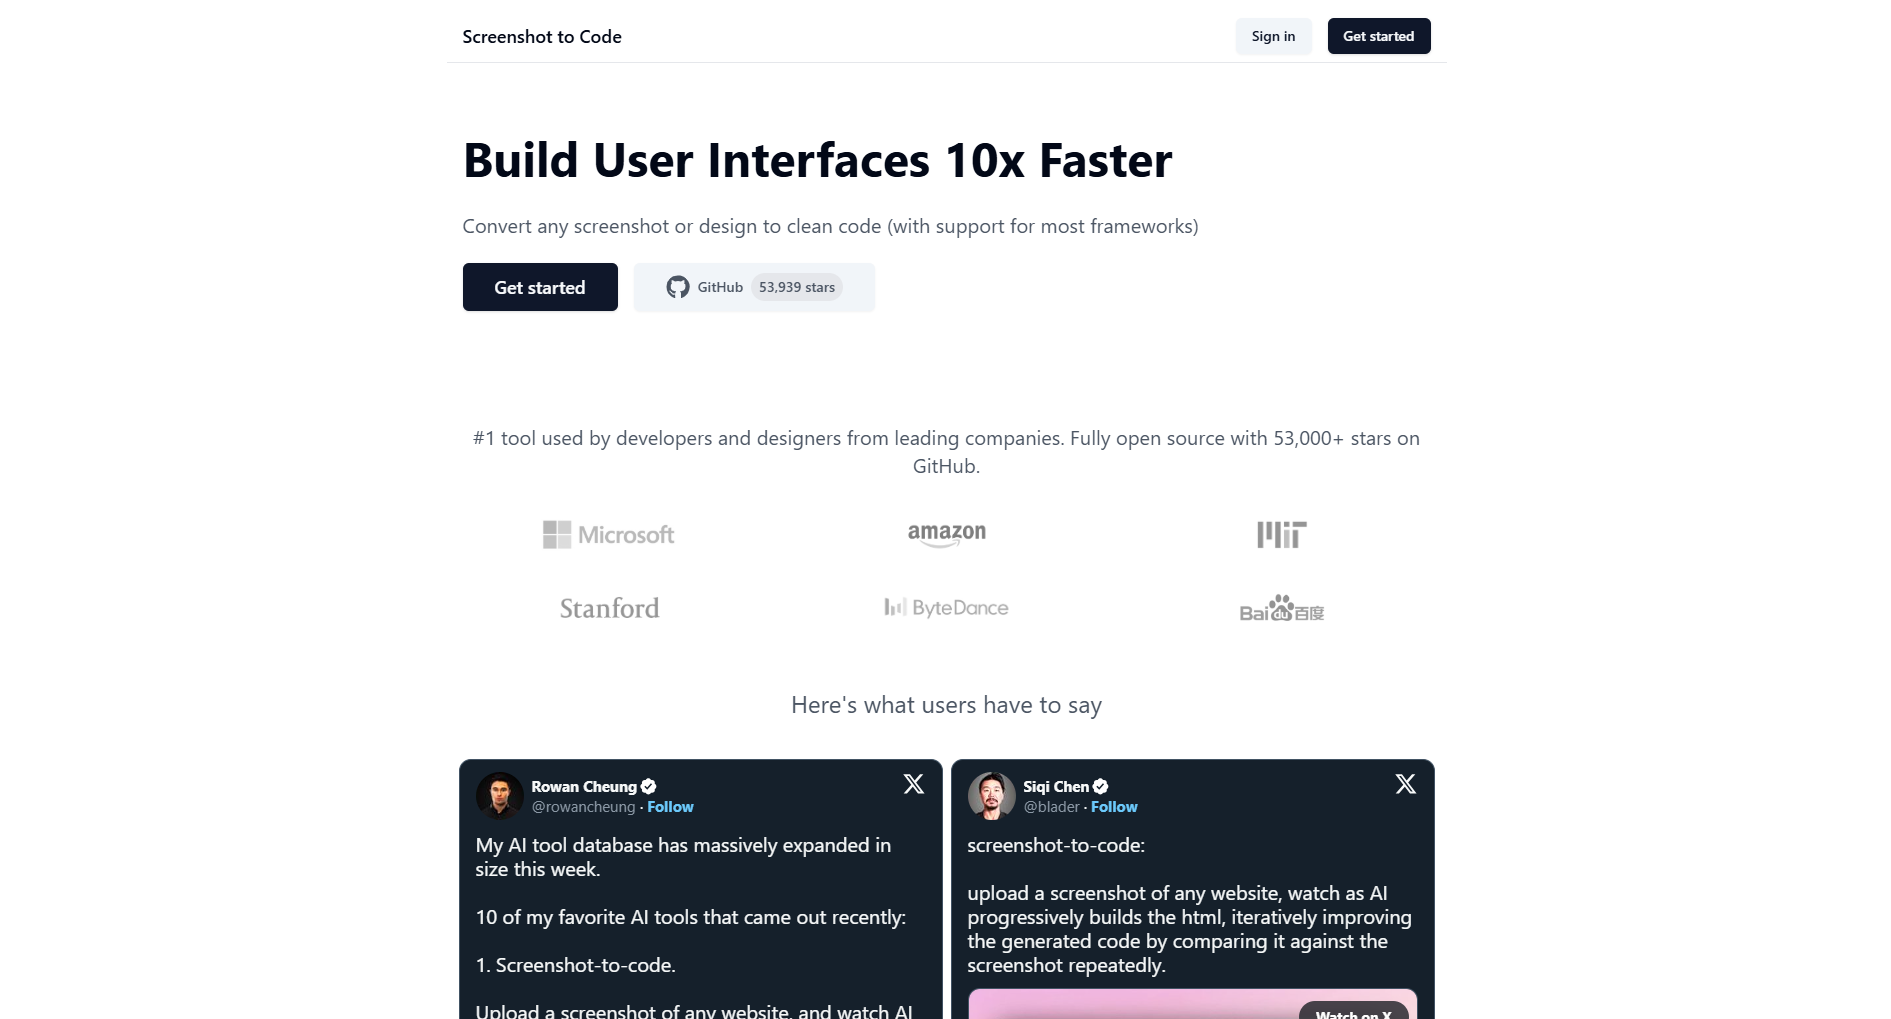 Screenshot to Code
Sign in
Get started
Build User Interfaces 10x Faster
Convert any screenshot or design to clean code (with support for most frameworks)
Get started
GitHub 53,939 stars
#1 tool used by developers and designers from leading companies. Fully open source with 53,000+ stars on
GitHub.
Microsoft
amazon
MIT
Stanford
ByteDance
Bai du 百度
Here's what users have to say
Rowan Cheung
@rowancheung · Follow
My AI tool database has massively expanded in
size this week.
10 of my favorite AI tools that came out recently:
1. Screenshot-to-code.
Upload a screenshot of any website, and watch AI
Siqi Chen
@blader · Follow
screenshot-to-code:
upload a screenshot of any website, watch as AI
progressively builds the html, iteratively improving
the generated code by comparing it against the
screenshot repeatedly.
Watch on X